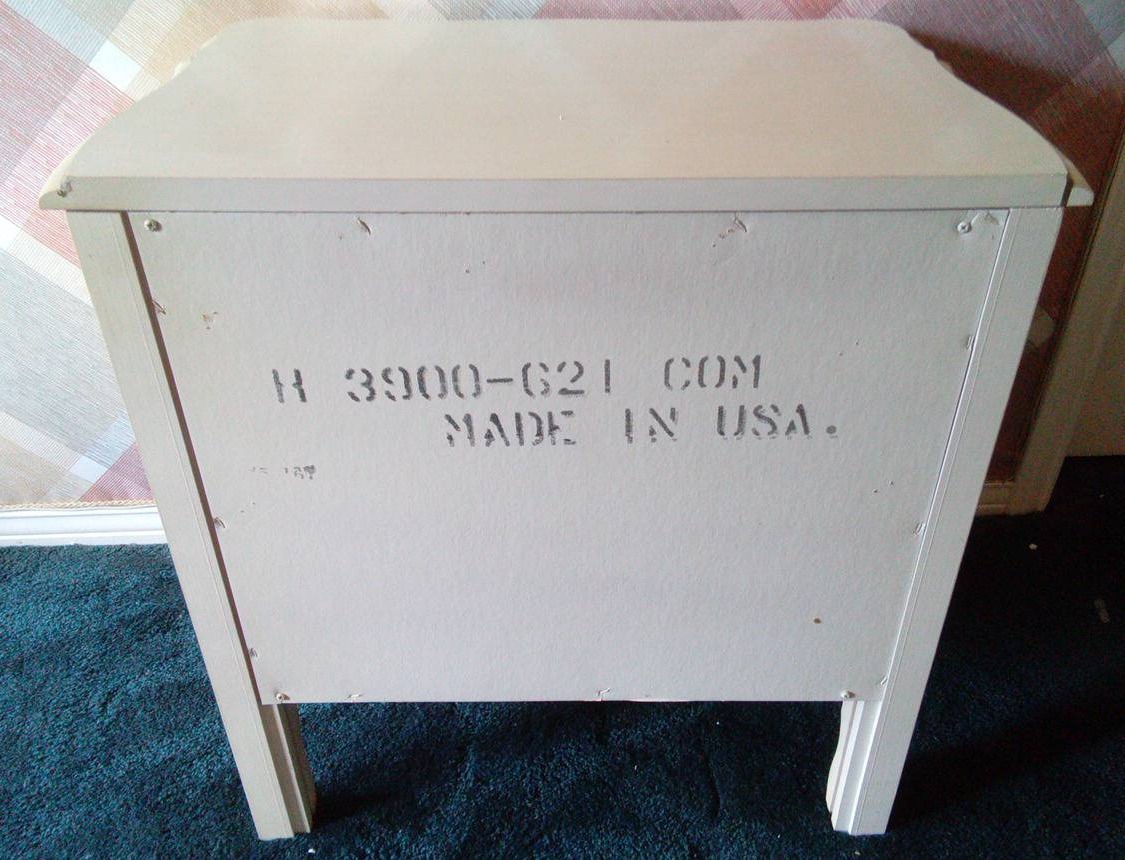 H 3900-621 COM
MADE IN USA.